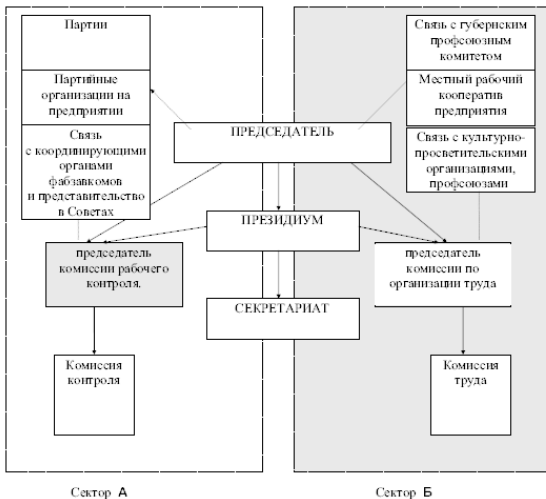 Партии
Партийные
организации на
предприятии
Связь
с координирующими
органами
фабзавкомов
и представительство
в Советах
Связь с губернским
профсоюзным
комитетом
Местный рабочий
кооператив
предприятия
Связь с культурно-
просветительскими
организациями,
профсоюзами
ПРЕДСЕДАТЕЛЬ
ПРЕЗИДИУМ
председатель
комиссии рабочего
контроля.
председатель
комиссии по
организации труда
СЕКРЕТАРИАТ
Комиссия
контроля
Комиссия
труда
Сектор А
Сектор Б